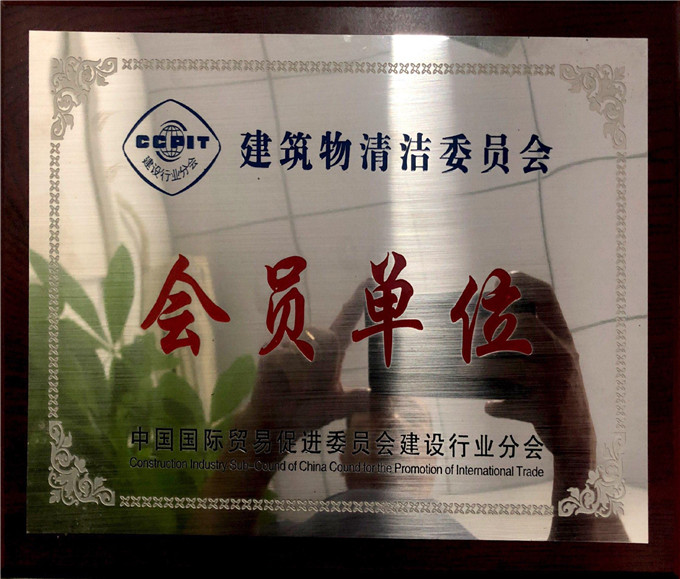 CCPIT
建设行业分会
建筑物清洁委员会
会员单位
中国国际贸易促进委员会建设行业分会
Construction Industry Sub-Council of China Council for the Promotion of International Trade